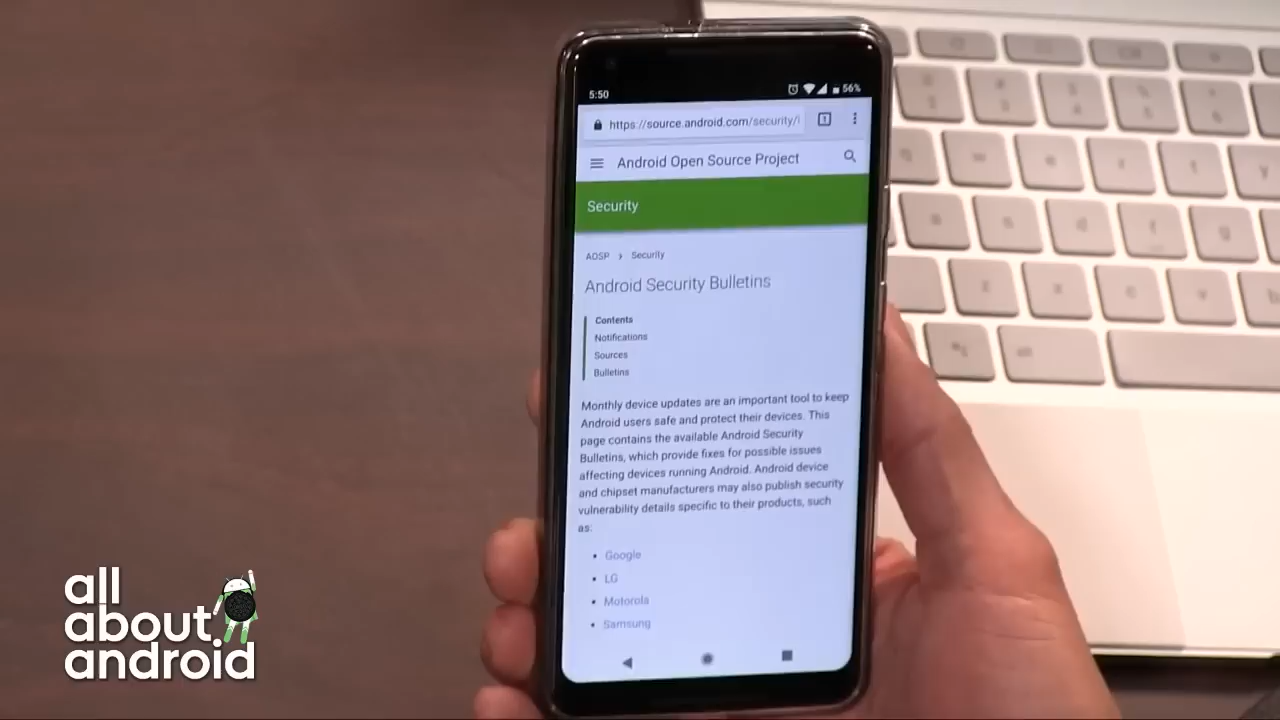 5:50
56%
https://source.android.com/security/
Android Open Source Project
Security
AOSP > Security
Android Security Bulletins
Contents
Notifications
Sources
Bulletins
Monthly device updates are an important tool to keep
Android users safe and protect their devices. This
page contains the available Android Security
Bulletins, which provide fixes for possible issues
affecting devices running Android. Android device
and chipset manufacturers may also publish security
vulnerability details specific to their products, such
as:
• Google
• LG
• Motorola
• Samsung
all
about
android